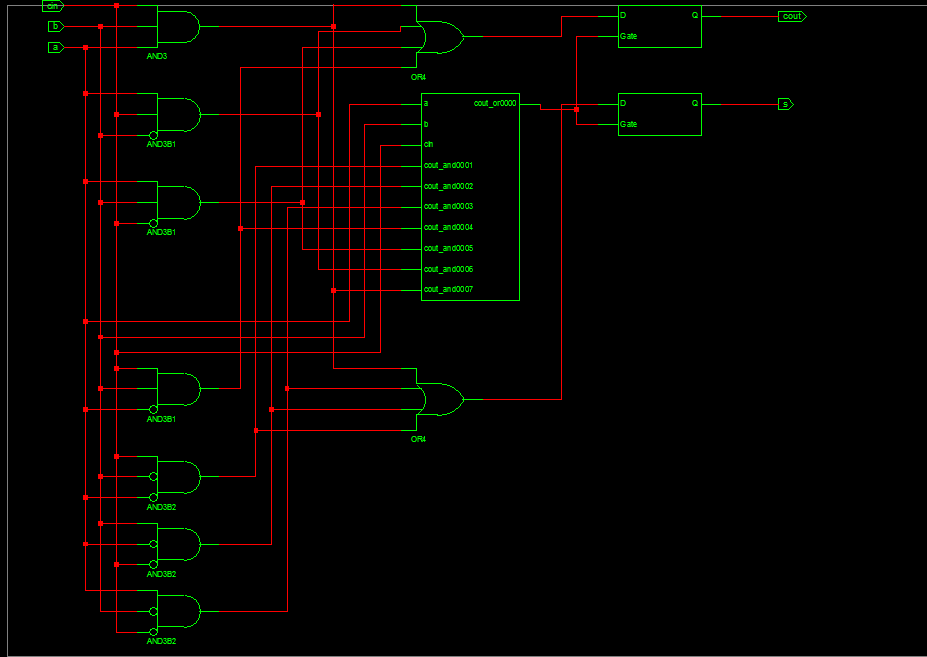 cin
b
a
AND3
AND3B1
AND3B1
AND3B1
AND3B2
AND3B2
AND3B2
OR4
a
b
cin
cout_and0001
cout_and0002
cout_and0003
cout_and0004
cout_and0005
cout_and0006
cout_and0007
cout_or0000
OR4
D
Q
Gate
cout
D
Q
Gate
s